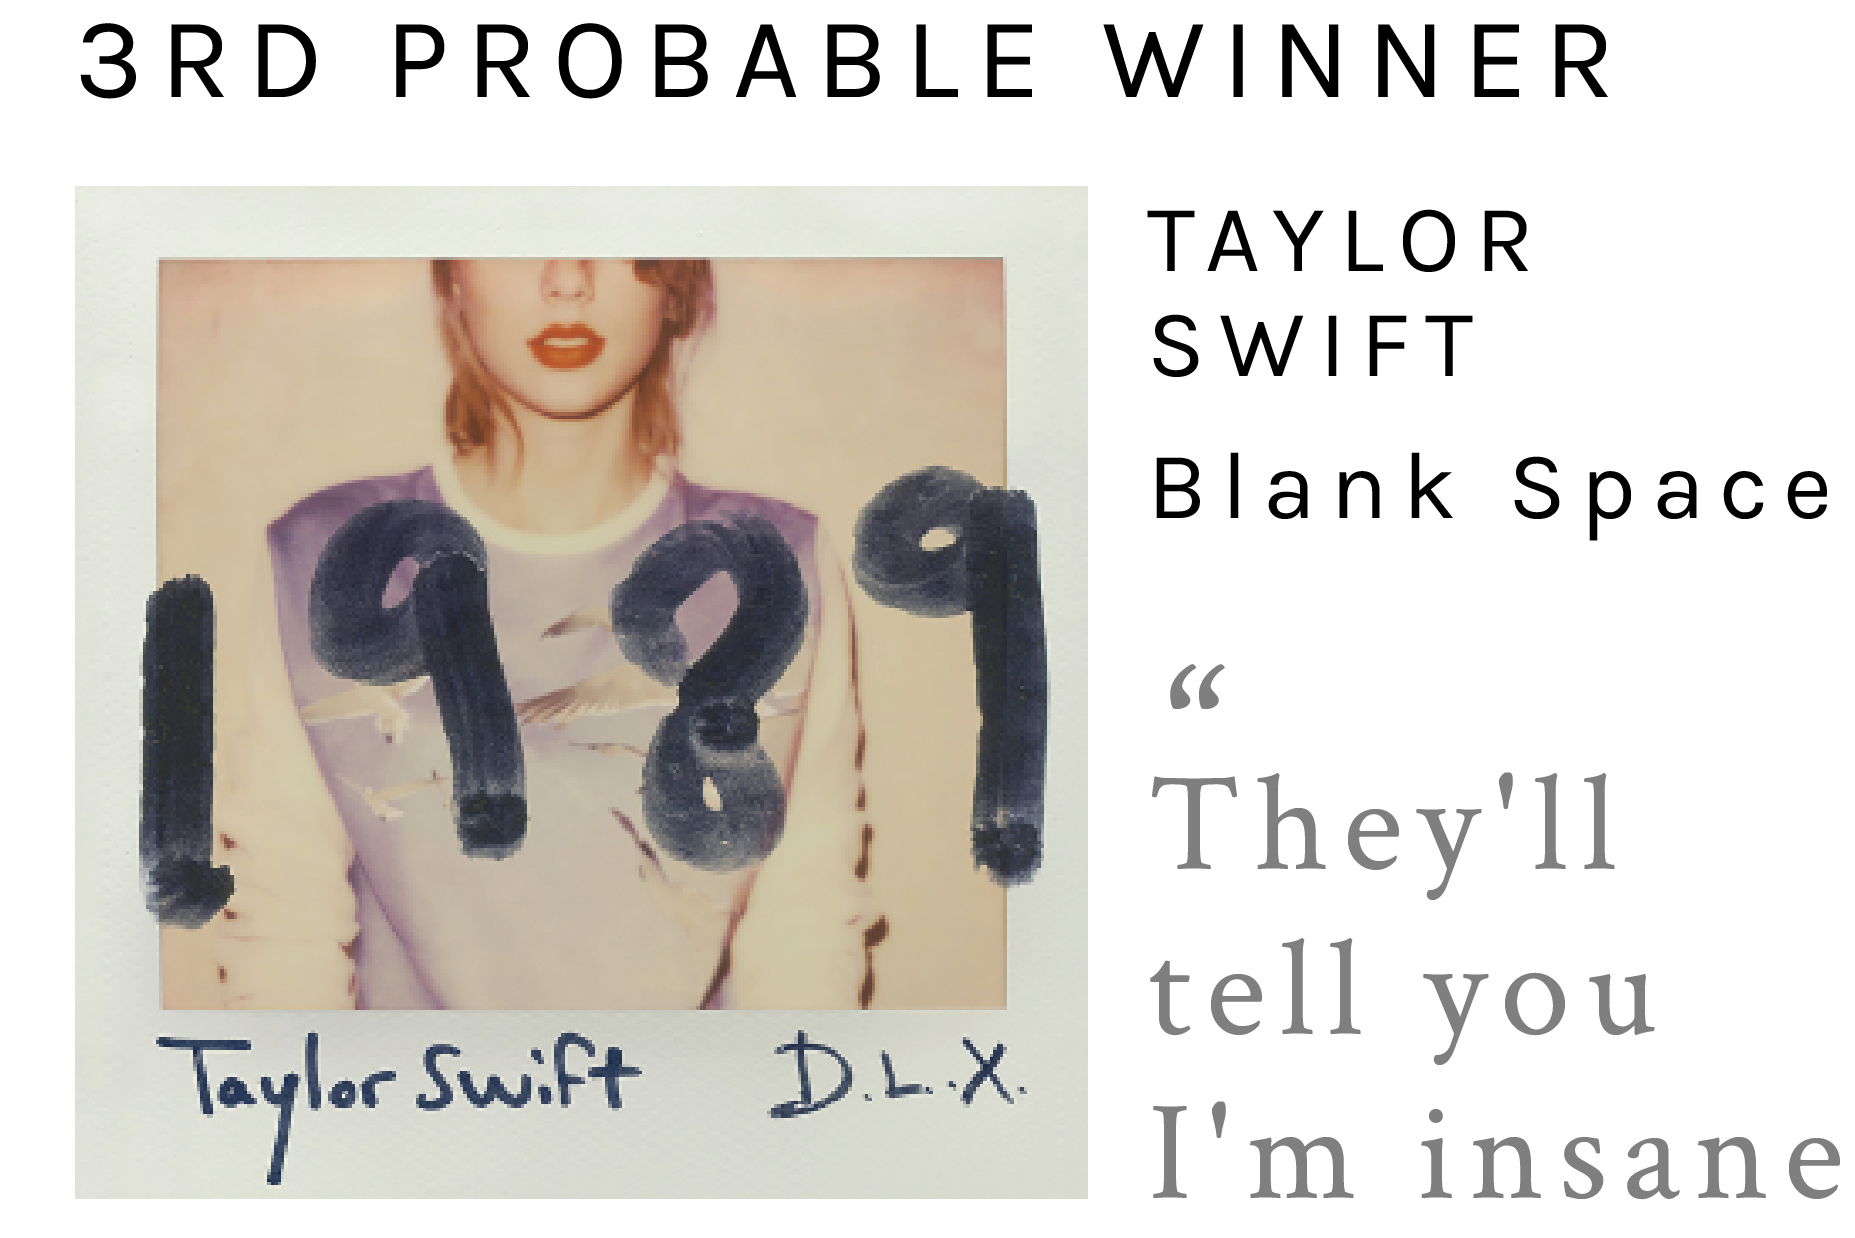 3RD PROBABLE WINNER
1989
Taylor Swift D.L.X.
TAYLOR
SWIFT
Blank Space
“
They'll
tell you
I'm insane